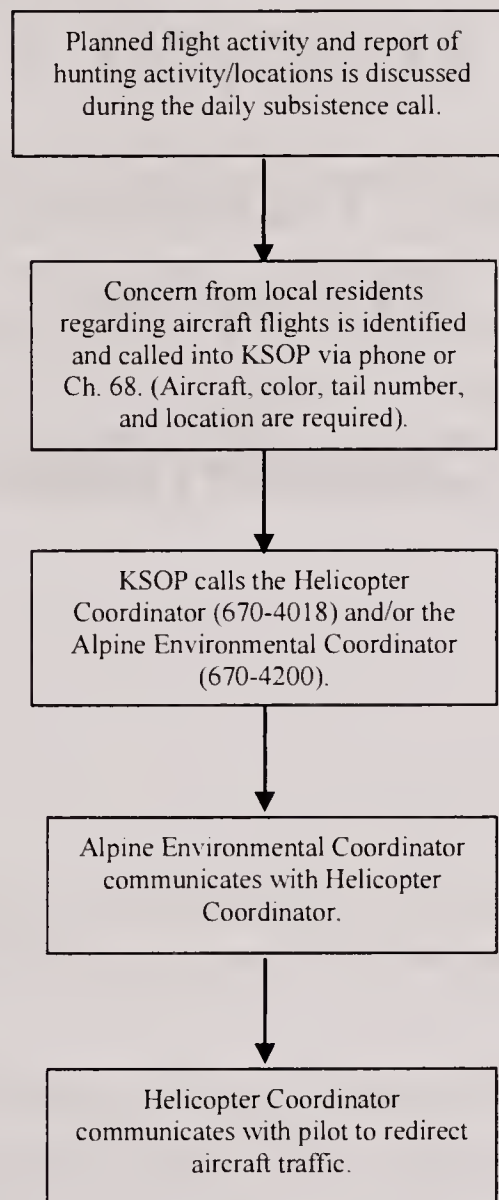 Planned flight activity and report of
hunting activity/locations is discussed
during the daily subsistence call.
Concern from local residents
regarding aircraft flights is identified
and called into KSOP via phone or
Ch. 68. (Aircraft, color, tail number,
and location are required).
KSOP calls the Helicopter
Coordinator (670-4018) and/or the
Alpine Environmental Coordinator
(670-4200).
Alpine Environmental Coordinator
communicates with Helicopter
Coordinator.
Helicopter Coordinator
communicates with pilot to redirect
aircraft traffic.